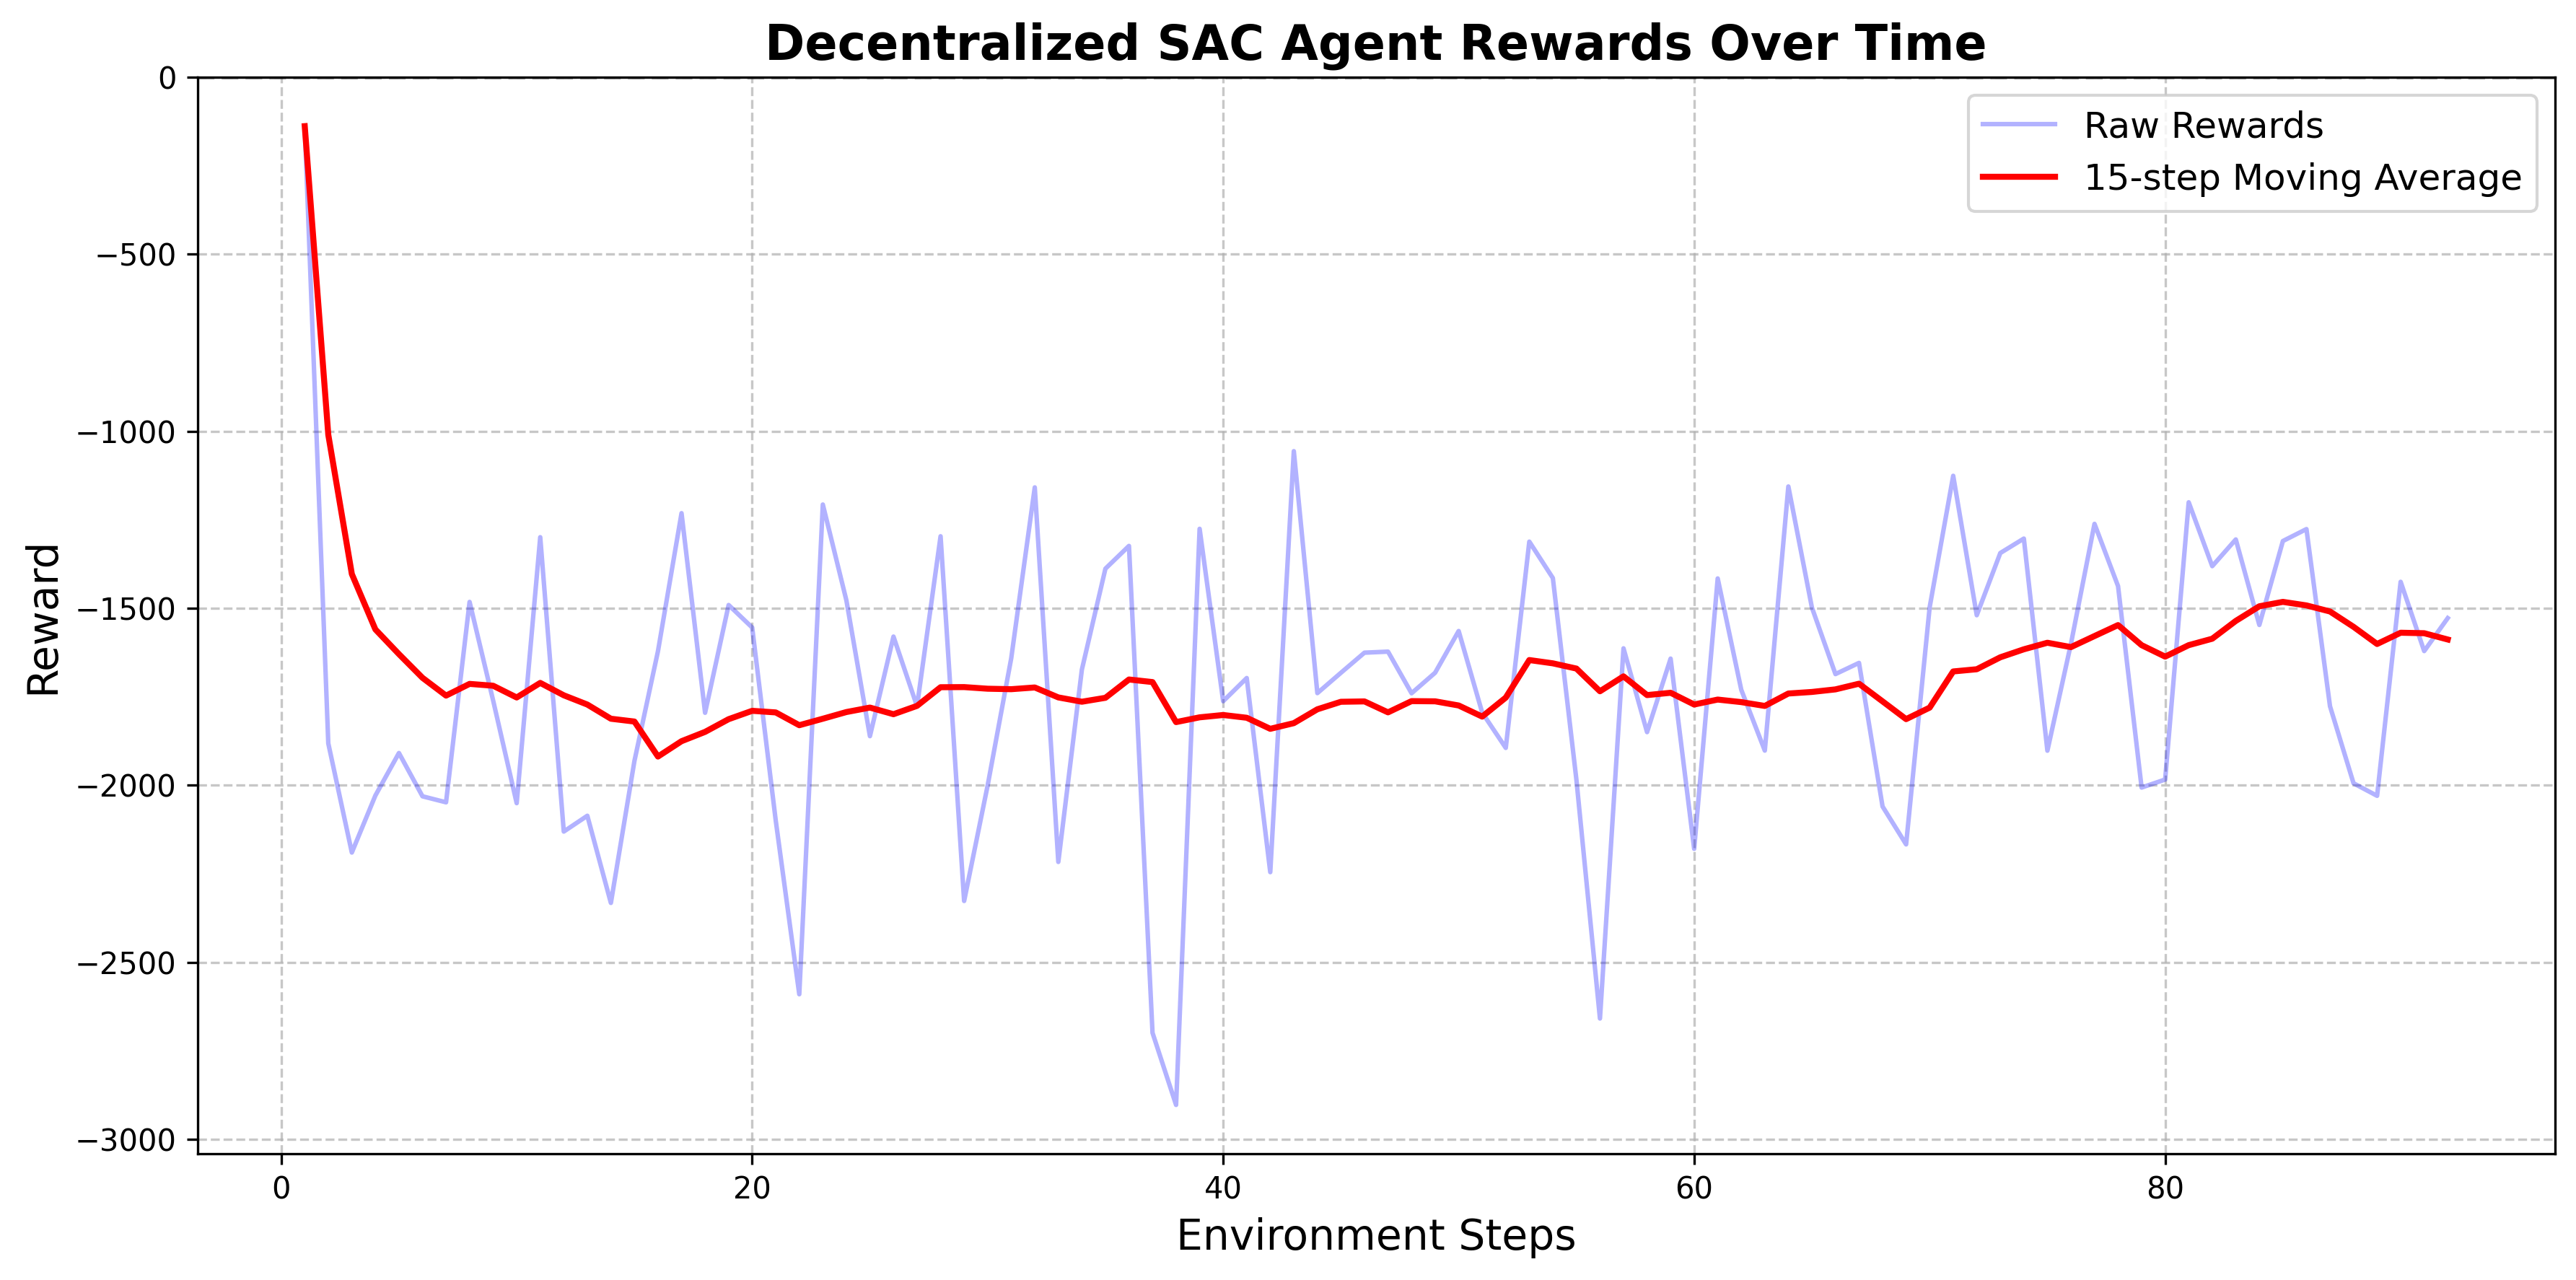 Decentralized SAC Agent Rewards Over Time
Raw Rewards
15-step Moving Average
Reward
0
−500
−1000
−1500
−2000
−2500
−3000
0
20
40
60
80
Environment Steps